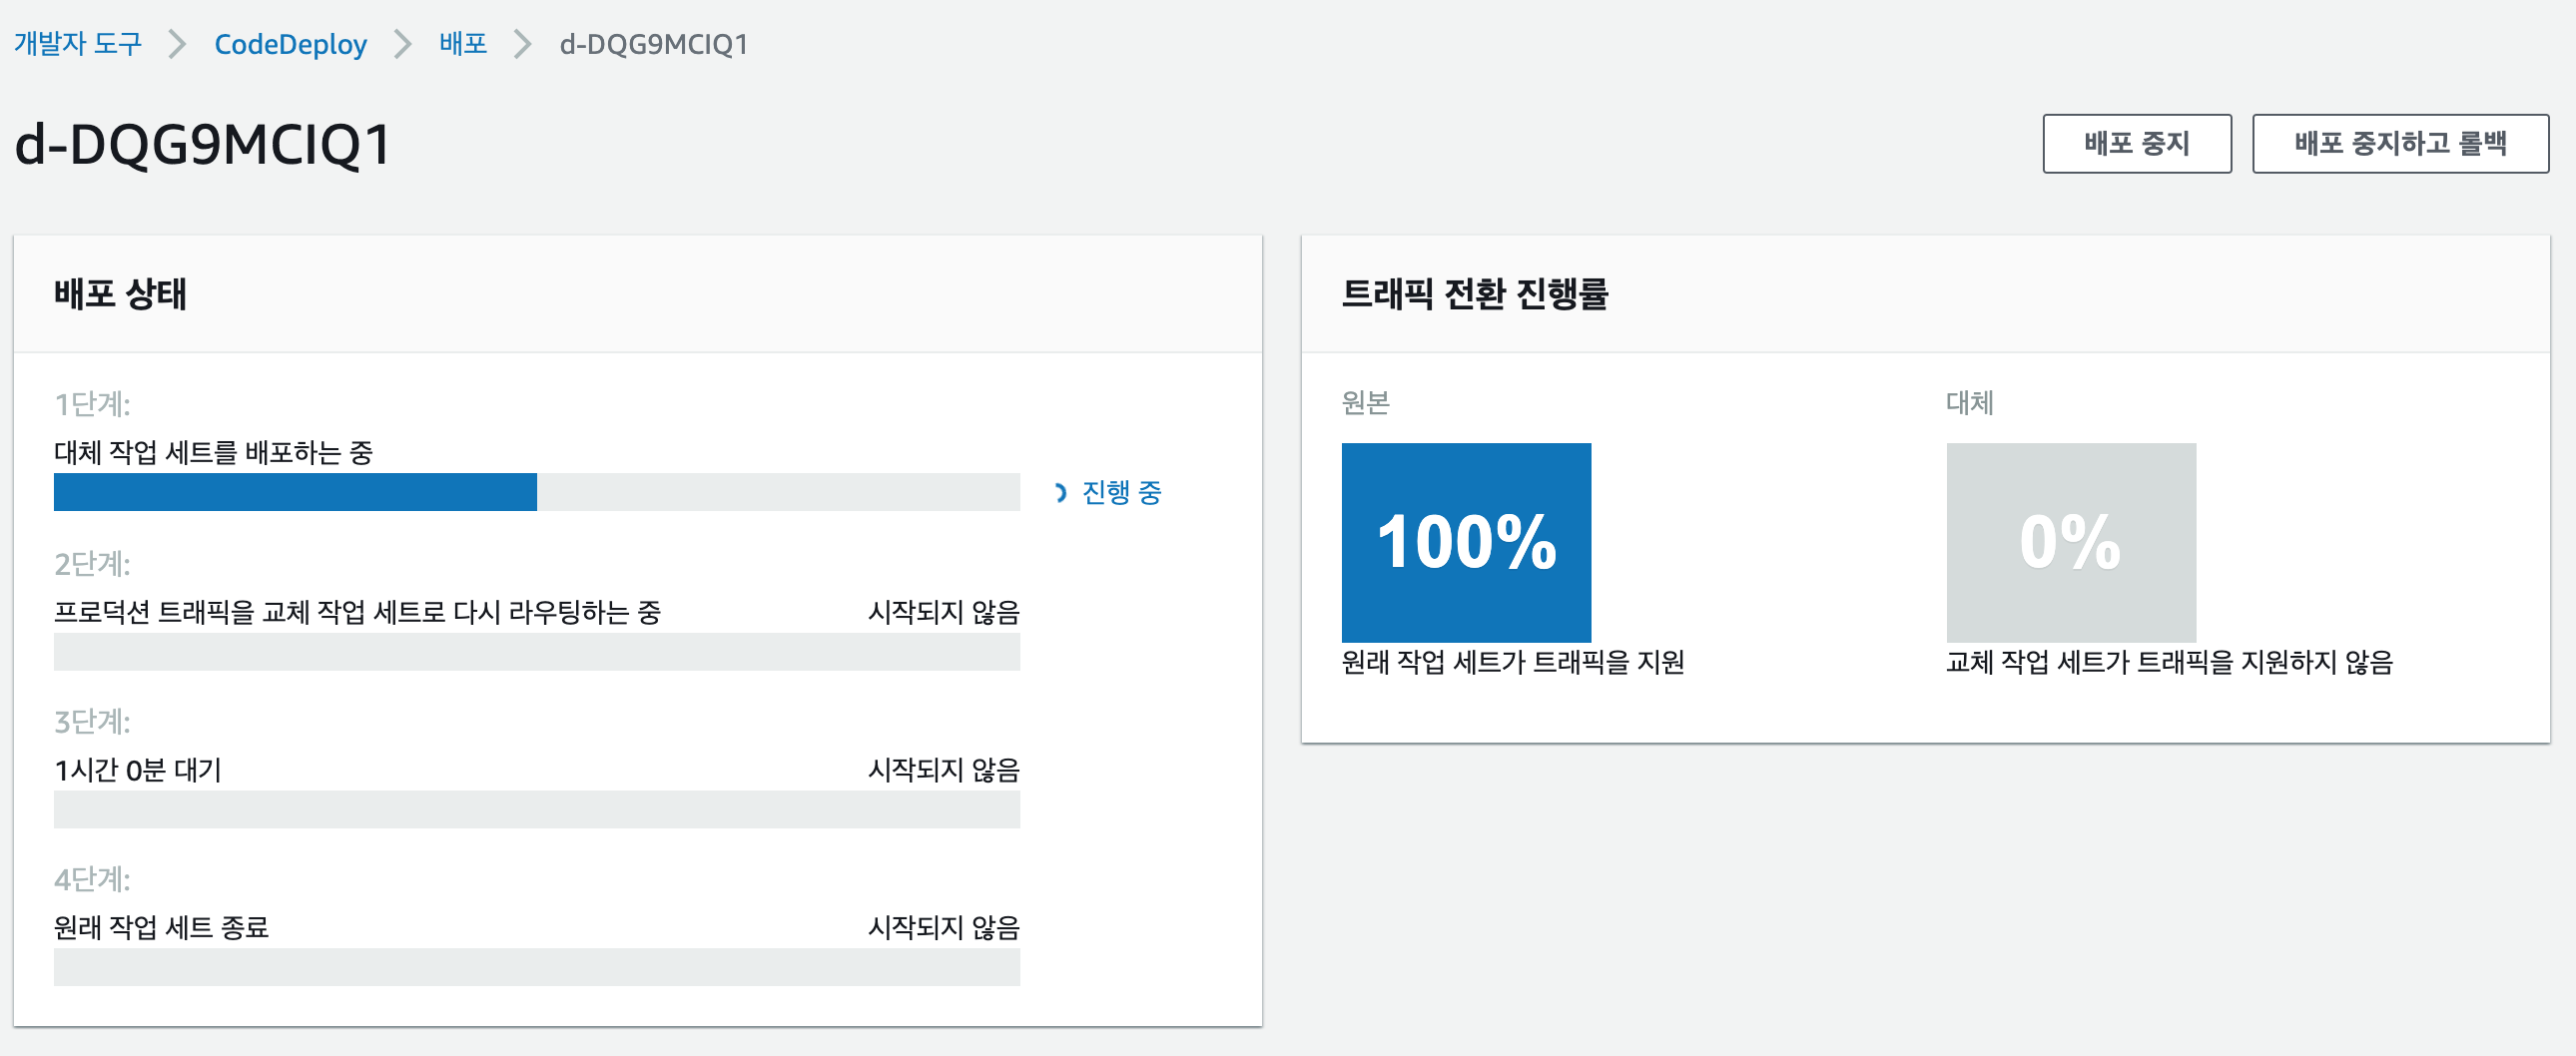 개발자 도구 > CodeDeploy > 배포 > d-DQG9MCIQ1
d-DQG9MCIQ1
배포 중지
배포 중지하고 롤백
배포 상태
1단계:
대체 작업 세트를 배포하는 중
진행 중
2단계:
프로덕션 트래픽을 교체 작업 세트로 다시 라우팅하는 중 시작되지 않음
3단계:
1시간 0분 대기 시작되지 않음
4단계:
원래 작업 세트 종료 시작되지 않음
트래픽 전환 진행률
원본
100%
원래 작업 세트가 트래픽을 지원
대체
0%
교체 작업 세트가 트래픽을 지원하지 않음